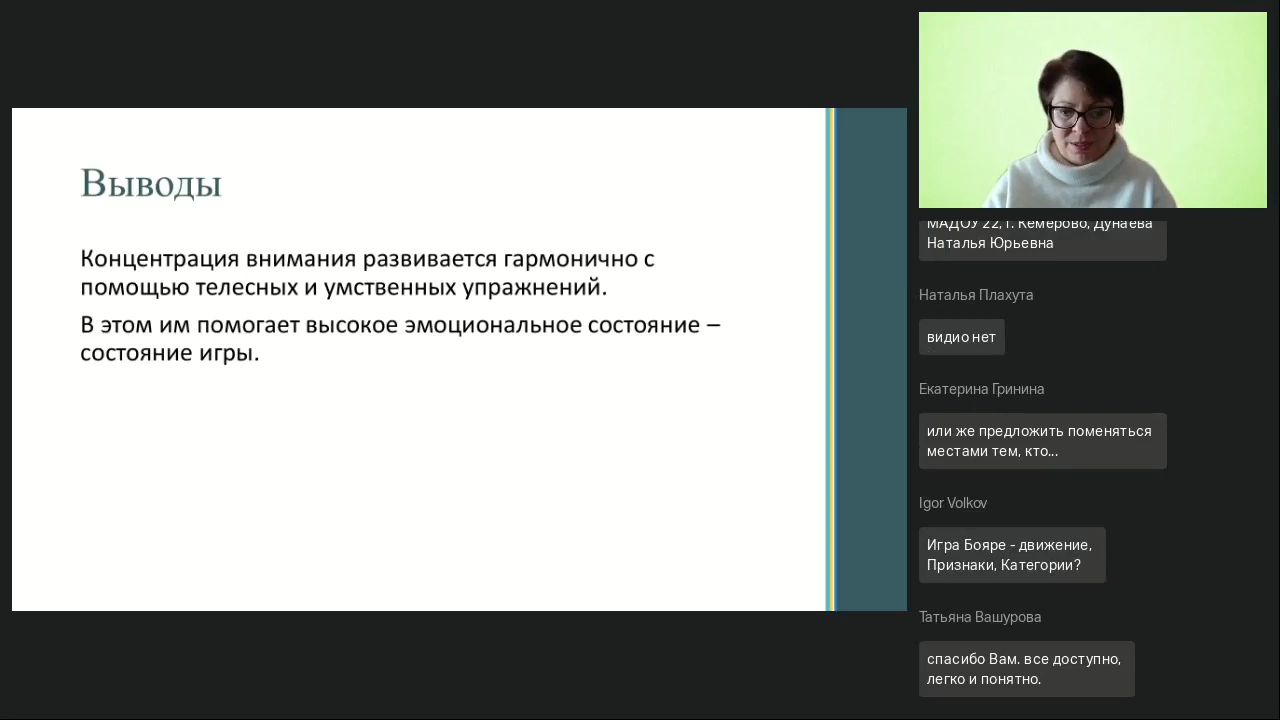 Выводы
Концентрация внимания развивается гармонично с
помощью телесных и умственных упражнений.
В этом им помогает высокое эмоциональное состояние –
состояние игры.
МАДОУ 22, г. Кемерово, Дунаева
Наталья Юрьевна
Наталья Плахута
видио нет
Екатерина Гринина
или же предложить поменяться
местами тем, кто...
Igor Volkov
Игра Бояре - движение,
Признаки, Категории?
Татьяна Вашурова
спасибо Вам. все доступно,
легко и понятно.